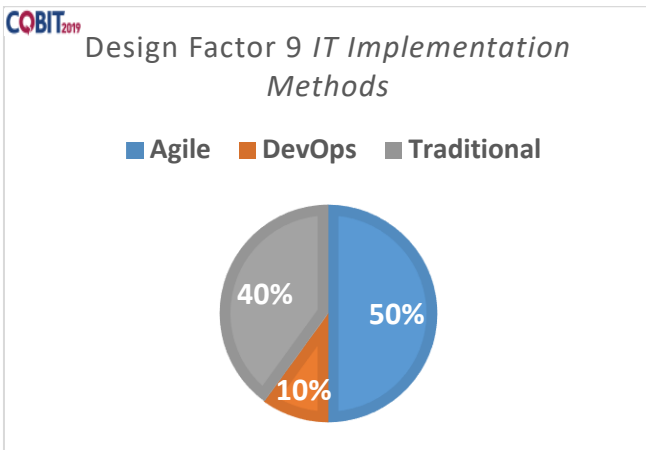 COBIT2019
Design Factor 9 IT Implementation
Methods
Agile DevOps Traditional
40%
50%
10%